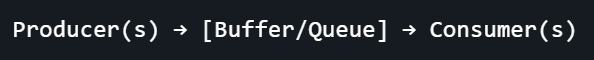 Producer(s) → [Buffer/Queue] → Consumer(s)